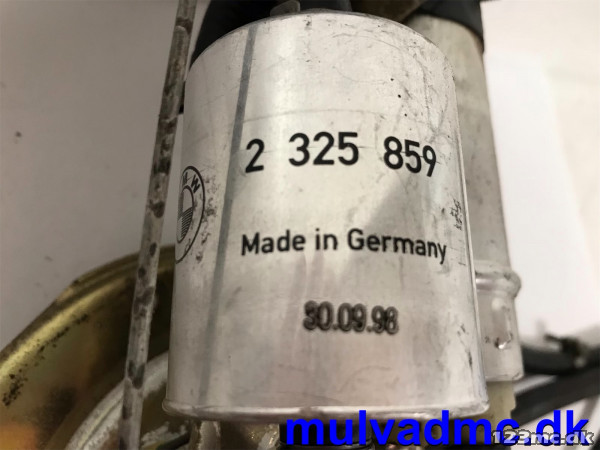 2 325 859
Made in Germany
30.09.98
mulvadmc.dk
123mc.dk